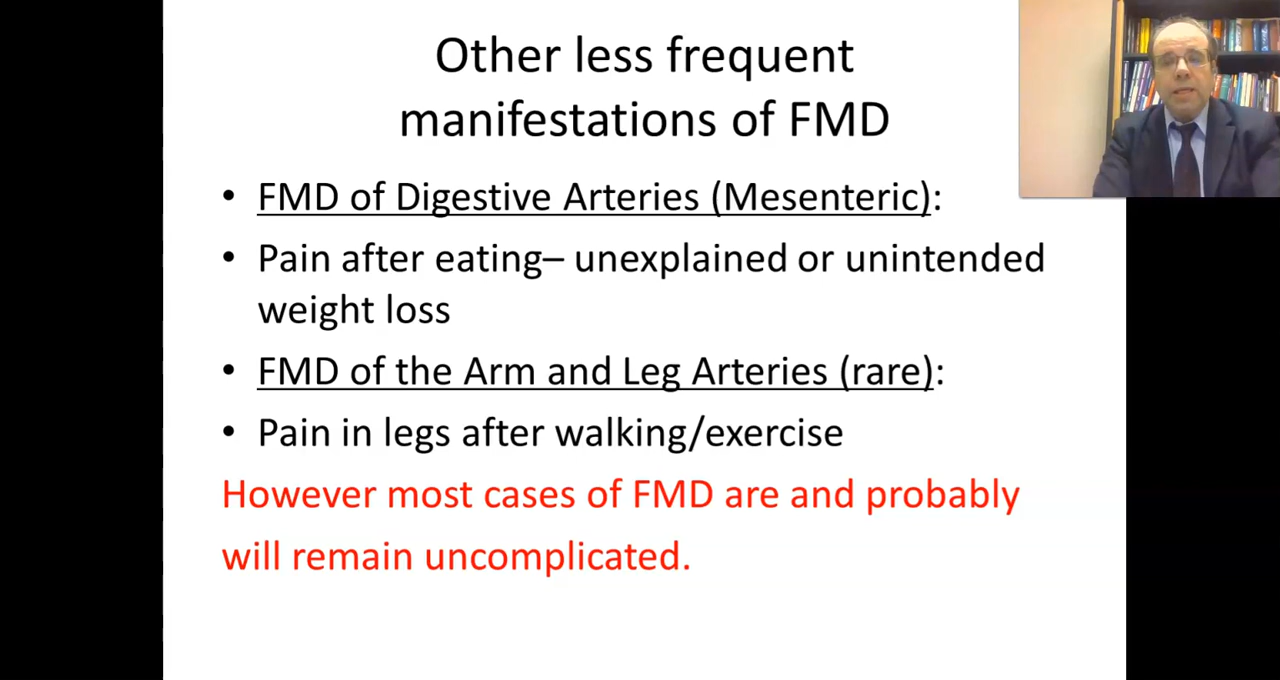 Other less frequent
manifestations of FMD
• FMD of Digestive Arteries (Mesenteric):
• Pain after eating– unexplained or unintended
weight loss
• FMD of the Arm and Leg Arteries (rare):
• Pain in legs after walking/exercise
However most cases of FMD are and probably
will remain uncomplicated.